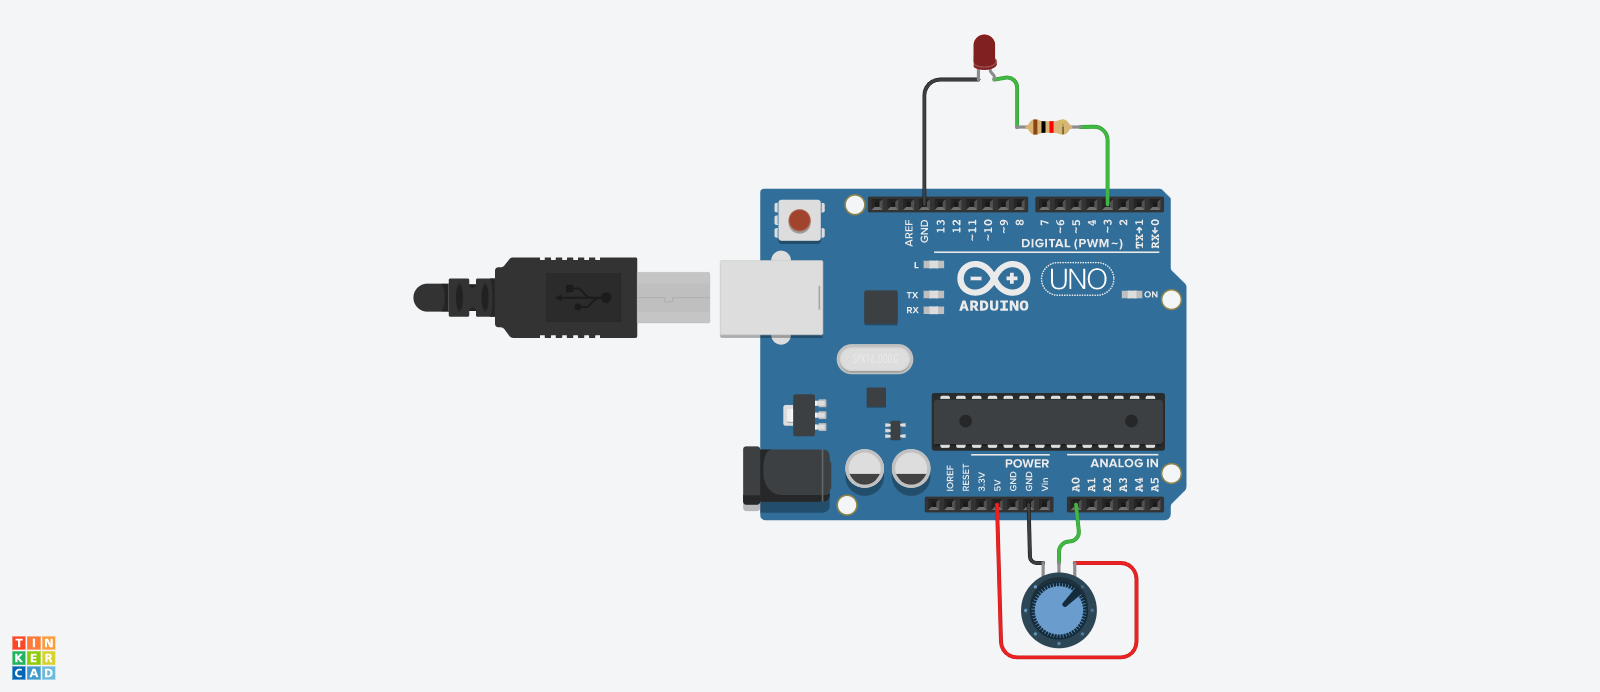 AREF
GND
13
12
~11
~10
~9
8
7
~6
~5
4
~3
2
TX→1
RX←0
DIGITAL (PWM~)
L
TX
RX
ARDUINO
UNO
ON
POWER
ANALOG IN
IOREF
RESET
3.3V
5V
GND
GND
Vin
A0
A1
A2
A3
A4
A5
TIN
KER
CAD